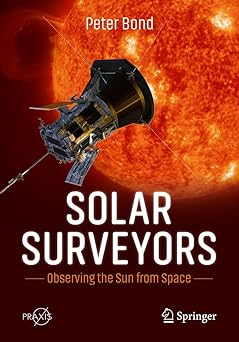 Peter Bond
SOLAR
SURVEYORS
Observing the Sun from Space
PRAXIS
Springer